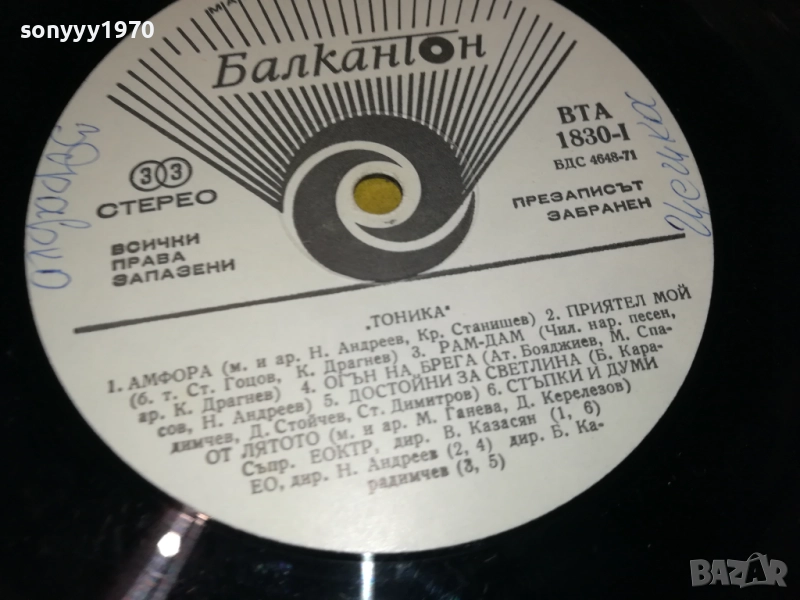 sonyyy1970
МА
БалкантОн
33
СТЕРЕО
ВСИЧКИ
ПРАВА
ЗАПАЗЕНИ
ВТА
1830-I
БДС 4648-71
ПРЕЗАПИСЪТ
ЗАБРАНЕН
Цецка
„ТОНИКА"
1. АМФОРА (м. и ар. Н. Андреев, Кр. Станишев) 2. ПРИЯТЕЛ МОЙ
(б. т. Ст. Гоцов, К. Драгнев) 3. РАМ-ДАМ (Чил. нар. песен,
ар. К. Драгнев) 4. ОГЪН НА БРЕГА (Ат. Бояджиев, М. Спа-
сов, Н. Андреев) 5. ДОСТОЙНИ ЗА СВЕТЛИНА (Б. Кара-
димчев, Д. Стойчев, Ст. Димитров) 6. СТЪПКИ И ДУМИ
ОТ ЛЯТОТО (м. и ар. М. Ганева, Д. Керелезов)
Съпр. ЕОКТР, дир. В. Казасян (1, 6)
ЕО, дир. Н. Андреев (2, 4) дир. Б. Ка-
радимчев (3, 5)
BAZAR